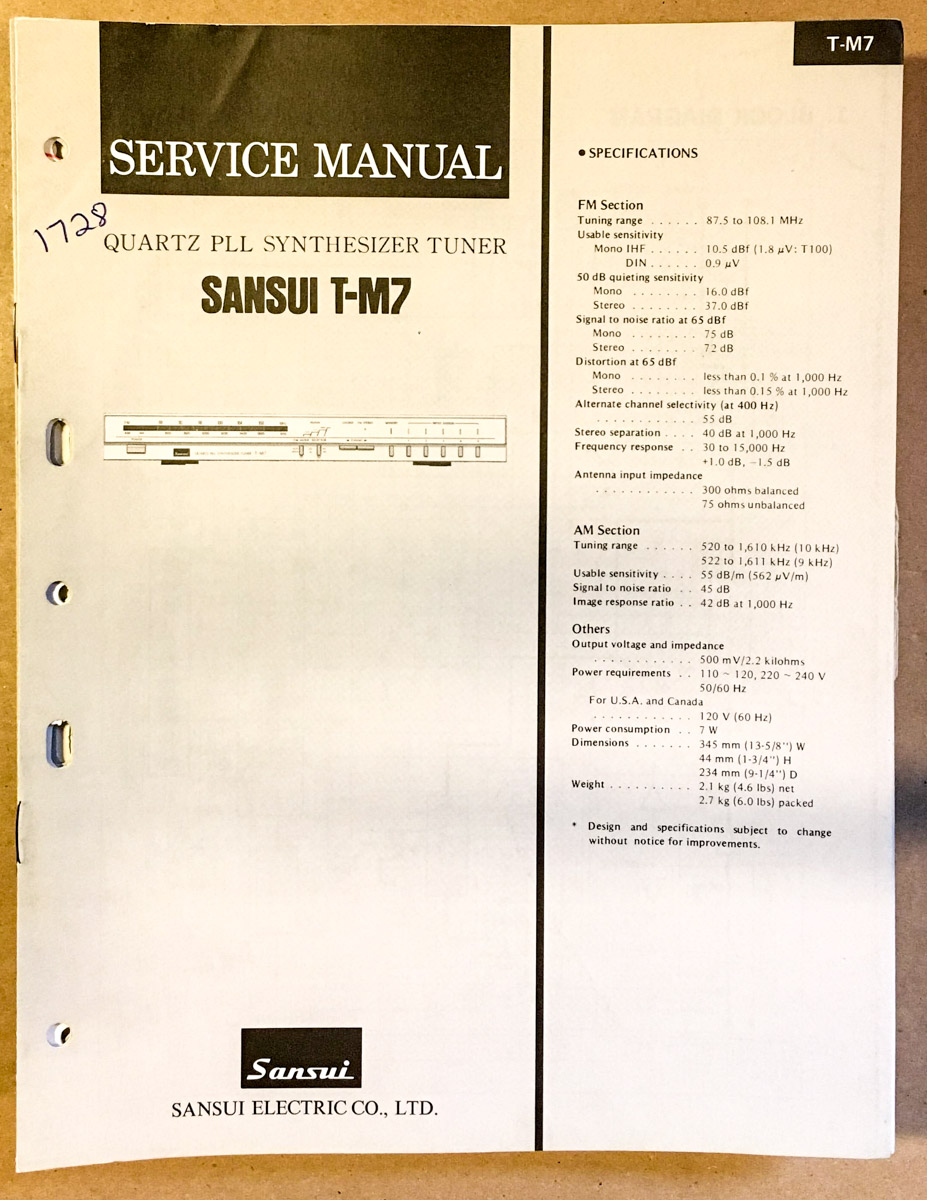 T-M7
SERVICE MANUAL
1728
QUARTZ PLL SYNTHESIZER TUNER
SANSUI T-M7
Sansui
SANSUI ELECTRIC CO., LTD.
● SPECIFICATIONS
FM Section
Tuning range . . . . . . 87.5 to 108.1 MHz
Usable sensitivity
Mono IHF . . . . . . 10.5 dBf (1.8 μV: T100)
DIN . . . . . . 0.9 μV
50 dB quieting sensitivity
Mono . . . . . . . . 16.0 dBf
Stereo . . . . . . . . 37.0 dBf
Signal to noise ratio at 65 dBf
Mono . . . . . . . . 75 dB
Stereo . . . . . . . . 72 dB
Distortion at 65 dBf
Mono . . . . . . . . less than 0.1 % at 1,000 Hz
Stereo . . . . . . . . less than 0.15 % at 1,000 Hz
Alternate channel selectivity (at 400 Hz)
. . . . . . . . . . . . 55 dB
Stereo separation . . . . 40 dB at 1,000 Hz
Frequency response . . 30 to 15,000 Hz
+1.0 dB, −1.5 dB
Antenna input impedance
. . . . . . . . . . . . 300 ohms balanced
75 ohms unbalanced
AM Section
Tuning range . . . . . . 520 to 1,610 kHz (10 kHz)
522 to 1,611 kHz (9 kHz)
Usable sensitivity . . . . 55 dB/m (562 μV/m)
Signal to noise ratio . . 45 dB
Image response ratio . . 42 dB at 1,000 Hz
Others
Output voltage and impedance
. . . . . . . . . . . . 500 mV/2.2 kilohms
Power requirements . . 110 ~ 120, 220 ~ 240 V
50/60 Hz
For U.S.A. and Canada
. . . . . . . . . . . . 120 V (60 Hz)
Power consumption . . 7 W
Dimensions . . . . . . . 345 mm (13-5/8") W
44 mm (1-3/4") H
234 mm (9-1/4") D
Weight . . . . . . . . . . 2.1 kg (4.6 lbs) net
2.7 kg (6.0 lbs) packed
* Design and specifications subject to change
without notice for improvements.